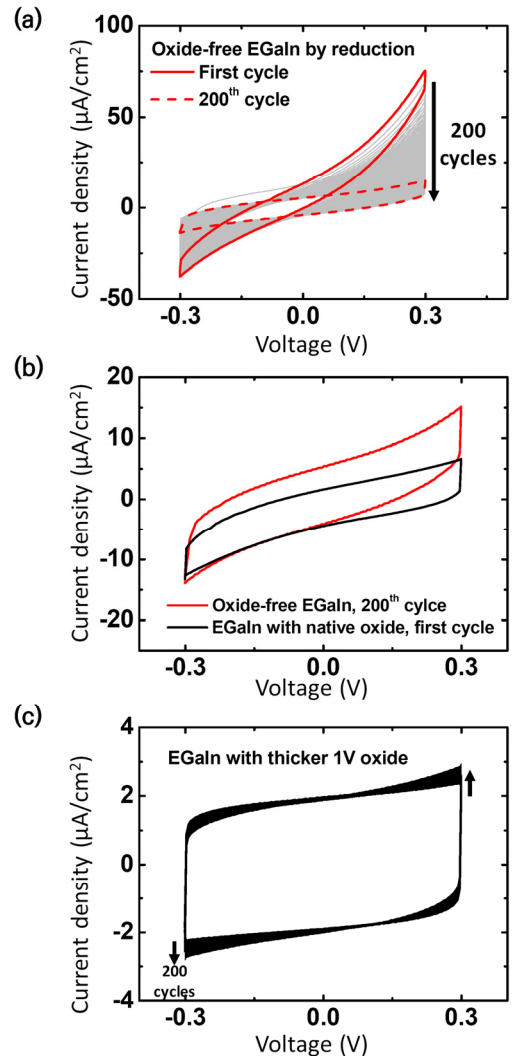 (a)
Oxide-free EGaIn by reduction
First cycle
200th cycle
200
cycles
100
50
0
-50
Current density (µA/cm²)
-0.3
0.0
0.3
Voltage (V)
(b)
20
10
0
-10
-20
Current density (µA/cm²)
Oxide-free EGaIn, 200th cylce
EGaIn with native oxide, first cycle
-0.3
0.0
0.3
Voltage (V)
(c)
EGaIn with thicker 1V oxide
4
2
0
-2
-4
Current density (µA/cm²)
200
cycles
-0.3
0.0
0.3
Voltage (V)